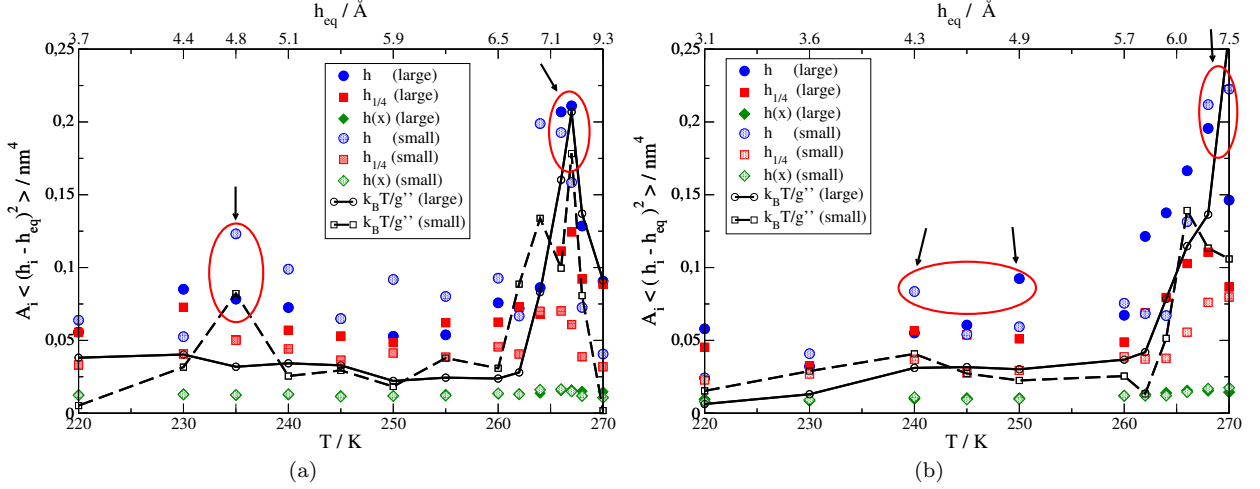 h_eq / Å
3.7 4.4 4.8 5.1 5.9 6.5 7.1 9.3
0,25
0,2
0,15
0,1
0,05
0
A_i < (h_i - h_eq)^2 > / nm^4
h (large)
h_1/4 (large)
h(x) (large)
h (small)
h_1/4 (small)
h(x) (small)
k_BT/g’’ (large)
k_BT/g’’ (small)
220 230 240 250 260 270
T / K
(a)
h_eq / Å
3.1 3.6 4.3 4.9 5.7 6.0 7.5
0,25
0,2
0,15
0,1
0,05
0
A_i < ( h_i - h_eq)^2 > / nm^4
h (large)
h_1/4 (large)
h(x) (large)
h (small)
h_1/4 (small)
h(x) (small)
k_BT/g’’ (large)
k_BT/g’’ (small)
220 230 240 250 260 270
T / K
(b)